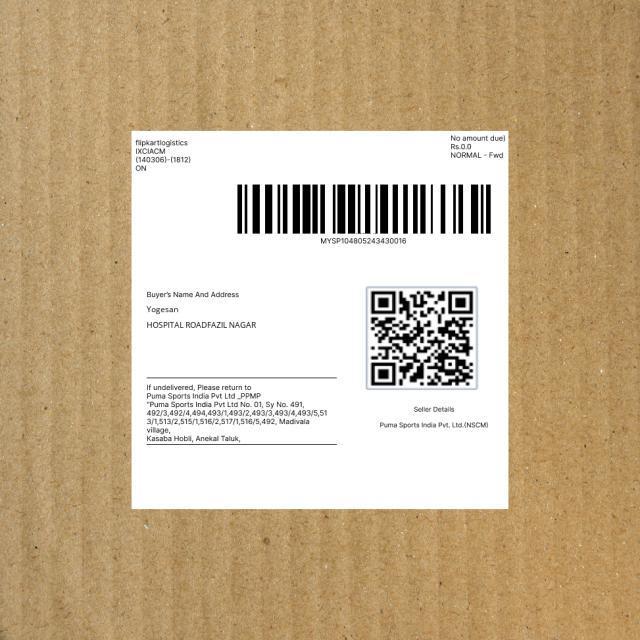 flipkartlogistics
IXCIACM
(140306)-(1812)
ON
No amount due)
Rs.0.0
NORMAL - Fwd
MYSP104805243430016
Buyer's Name And Address
Yogesan
HOSPITAL ROADFAZIL NAGAR
If undelivered, Please return to
Puma Sports India Pvt Ltd _PPMP
"Puma Sports India Pvt Ltd No. 01, Sy No. 491,
492/3,492/4,494,493/1,493/2,493/3,493/4,493/5,51
3/1,513/2,515/1,516/2,517/1,516/5,492, Madivala
village,
Kasaba Hobli, Anekal Taluk,
Seller Details
Puma Sports India Pvt. Ltd.(NSCM)